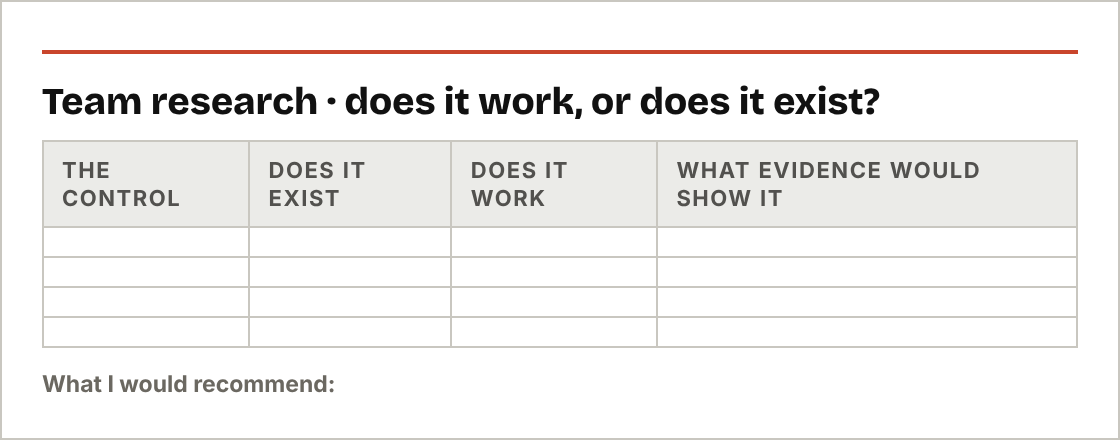 Team research · does it work, or does it exist?
THE CONTROL
DOES IT EXIST
DOES IT WORK
WHAT EVIDENCE WOULD SHOW IT
What I would recommend: